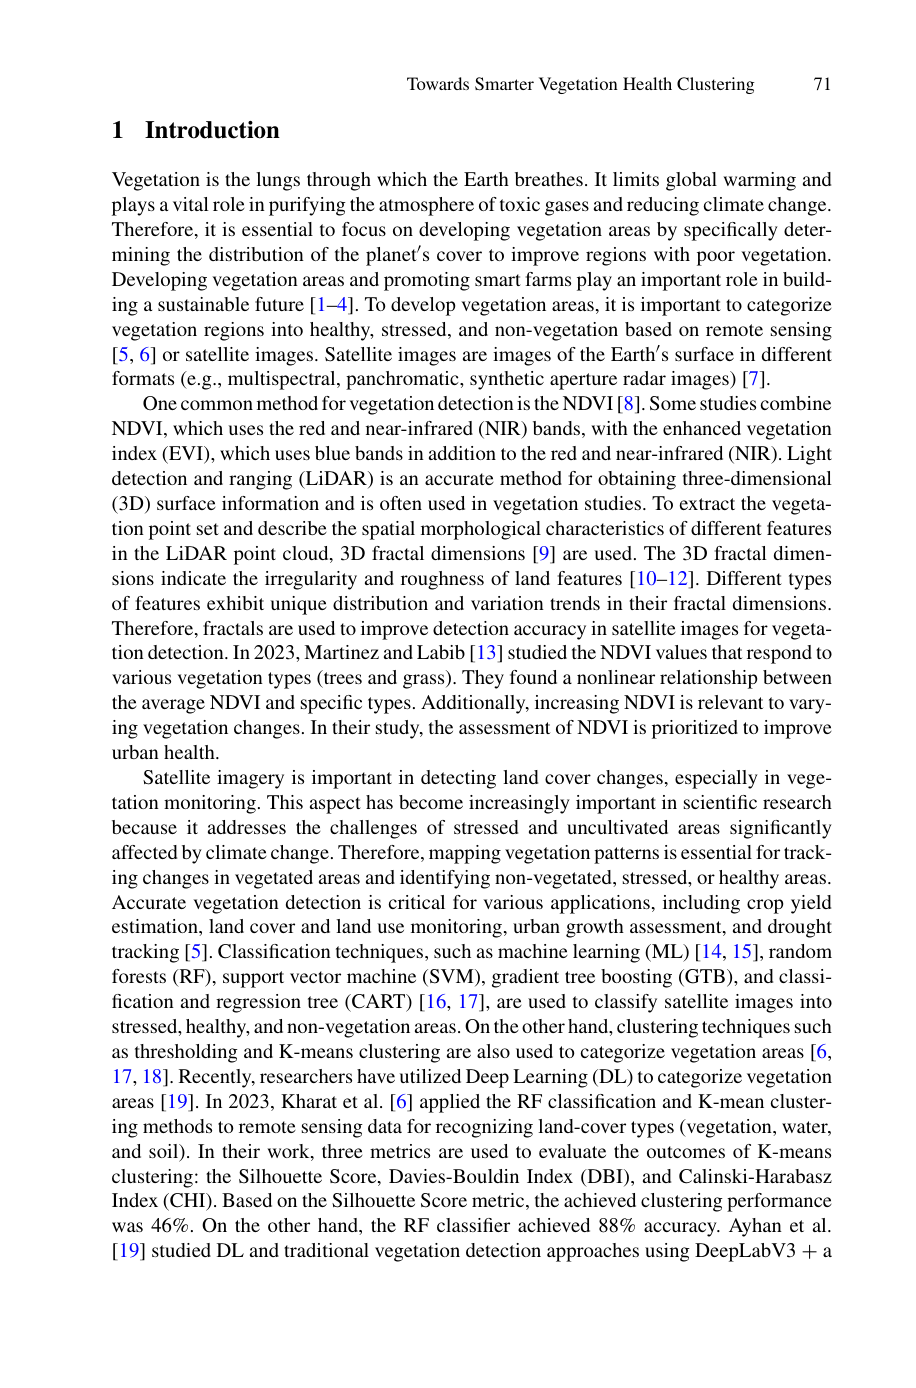 Towards Smarter Vegetation Health Clustering 71
1 Introduction
Vegetation is the lungs through which the Earth breathes. It limits global warming and
plays a vital role in purifying the atmosphere of toxic gases and reducing climate change.
Therefore, it is essential to focus on developing vegetation areas by specifically deter-
mining the distribution of the planet′s cover to improve regions with poor vegetation.
Developing vegetation areas and promoting smart farms play an important role in build-
ing a sustainable future [1–4]. To develop vegetation areas, it is important to categorize
vegetation regions into healthy, stressed, and non-vegetation based on remote sensing
[5, 6] or satellite images. Satellite images are images of the Earth′s surface in different
formats (e.g., multispectral, panchromatic, synthetic aperture radar images) [7].
One common method for vegetation detection is the NDVI [8]. Some studies combine
NDVI, which uses the red and near-infrared (NIR) bands, with the enhanced vegetation
index (EVI), which uses blue bands in addition to the red and near-infrared (NIR). Light
detection and ranging (LiDAR) is an accurate method for obtaining three-dimensional
(3D) surface information and is often used in vegetation studies. To extract the vegeta-
tion point set and describe the spatial morphological characteristics of different features
in the LiDAR point cloud, 3D fractal dimensions [9] are used. The 3D fractal dimen-
sions indicate the irregularity and roughness of land features [10–12]. Different types
of features exhibit unique distribution and variation trends in their fractal dimensions.
Therefore, fractals are used to improve detection accuracy in satellite images for vegeta-
tion detection. In 2023, Martinez and Labib [13] studied the NDVI values that respond to
various vegetation types (trees and grass). They found a nonlinear relationship between
the average NDVI and specific types. Additionally, increasing NDVI is relevant to vary-
ing vegetation changes. In their study, the assessment of NDVI is prioritized to improve
urban health.
Satellite imagery is important in detecting land cover changes, especially in vege-
tation monitoring. This aspect has become increasingly important in scientific research
because it addresses the challenges of stressed and uncultivated areas significantly
affected by climate change. Therefore, mapping vegetation patterns is essential for track-
ing changes in vegetated areas and identifying non-vegetated, stressed, or healthy areas.
Accurate vegetation detection is critical for various applications, including crop yield
estimation, land cover and land use monitoring, urban growth assessment, and drought
tracking [5]. Classification techniques, such as machine learning (ML) [14, 15], random
forests (RF), support vector machine (SVM), gradient tree boosting (GTB), and classi-
fication and regression tree (CART) [16, 17], are used to classify satellite images into
stressed, healthy, and non-vegetation areas. On the other hand, clustering techniques such
as thresholding and K-means clustering are also used to categorize vegetation areas [6,
17, 18]. Recently, researchers have utilized Deep Learning (DL) to categorize vegetation
areas [19]. In 2023, Kharat et al. [6] applied the RF classification and K-mean cluster-
ing methods to remote sensing data for recognizing land-cover types (vegetation, water,
and soil). In their work, three metrics are used to evaluate the outcomes of K-means
clustering: the Silhouette Score, Davies-Bouldin Index (DBI), and Calinski-Harabasz
Index (CHI). Based on the Silhouette Score metric, the achieved clustering performance
was 46%. On the other hand, the RF classifier achieved 88% accuracy. Ayhan et al.
[19] studied DL and traditional vegetation detection approaches using DeepLabV3 + a